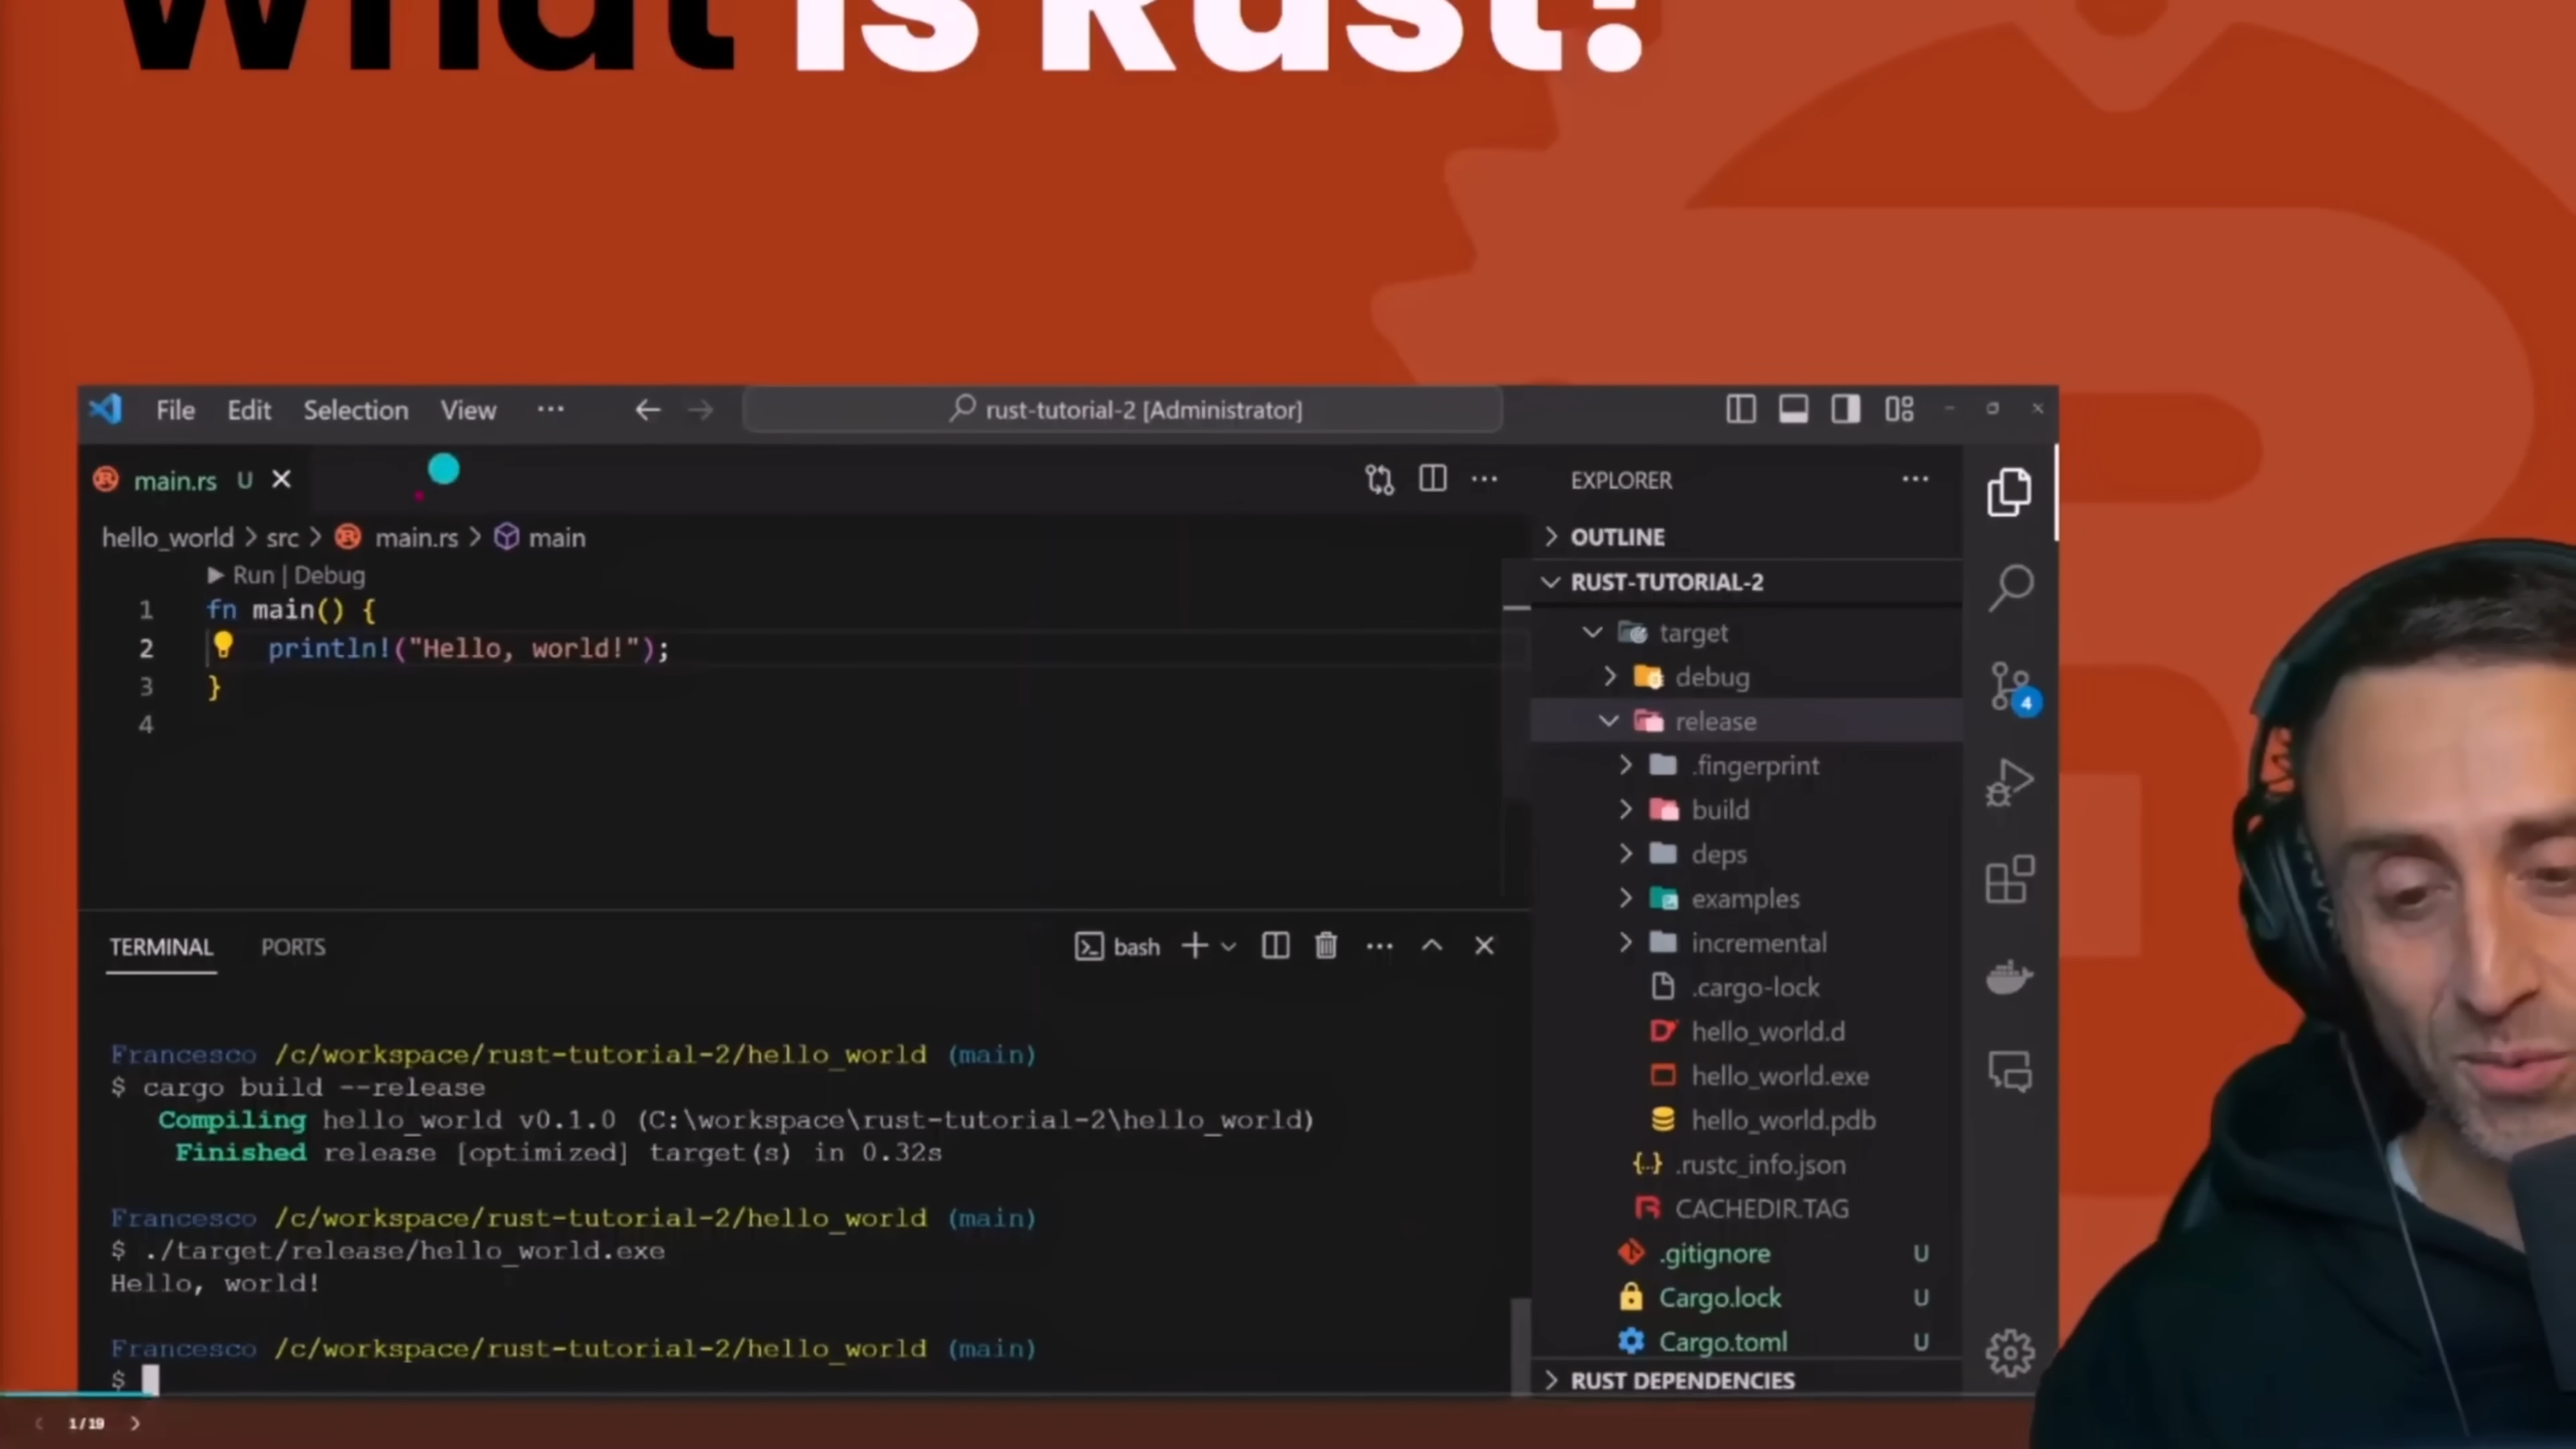 What is Rust?
File Edit Selection View ··· rust-tutorial-2 [Administrator]
main.rs U
hello_world > src > main.rs > main
Run | Debug
1 fn main() {
2 println!("Hello, world!");
3 }
4
TERMINAL PORTS bash
Francesco /c/workspace/rust-tutorial-2/hello_world (main)
$ cargo build --release
Compiling hello_world v0.1.0 (C:\workspace\rust-tutorial-2\hello_world)
Finished release [optimized] target(s) in 0.32s
Francesco /c/workspace/rust-tutorial-2/hello_world (main)
$ ./target/release/hello_world.exe
Hello, world!
Francesco /c/workspace/rust-tutorial-2/hello_world (main)
$
EXPLORER
OUTLINE
RUST-TUTORIAL-2
target
debug
release
.fingerprint
build
deps
examples
incremental
.cargo-lock
hello_world.d
hello_world.exe
hello_world.pdb
.rustc_info.json
CACHEDIR.TAG
.gitignore U
Cargo.lock U
Cargo.toml U
RUST DEPENDENCIES
4
1 / 19